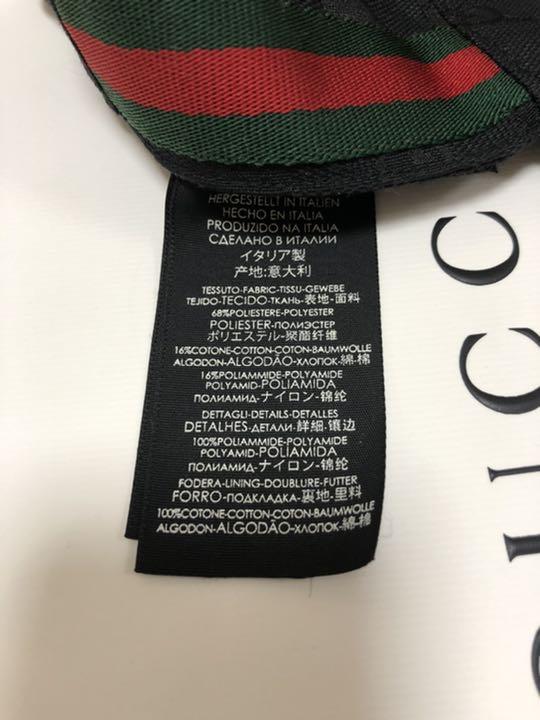 HERGESTELLT IN ITALIEN
HECHO EN ITALIA
PRODUZIDO NA ITALIA
СДЕЛАНО В ИТАЛИИ
イタリア製
产地:意大利
TESSUTO-FABRIC-TISSU-GEWEBE
TEJIDO-TECIDO-ТКАНЬ-表地-面料
68%POLIESTERE-POLYESTER
POLIESTER-ПОЛИЭСТЕР
ポリエステル-聚酯纤维
16%COTONE-COTTON-COTON-BAUMWOLLE
ALGODON-ALGODÃO-ХЛОПОК-綿-棉
16%POLIAMMIDE-POLYAMIDE
POLYAMID-POLIAMIDA
ПОЛИАМИД-ナイロン-锦纶
DETTAGLI-DETAILS-DETALLES
DETALHES-ДЕТАЛИ-詳細-镶边
100%POLIAMMIDE-POLYAMIDE
POLYAMID-POLIAMIDA
ПОЛИАМИД-ナイロン-锦纶
FODERA-LINING-DOUBLURE-FUTTER
FORRO-ПОДКЛАДКА-裏地-里料
100%COTONE-COTTON-COTON-BAUMWOLLE
ALGODON-ALGODÃO-ХЛОПОК-綿-棉
GUCC